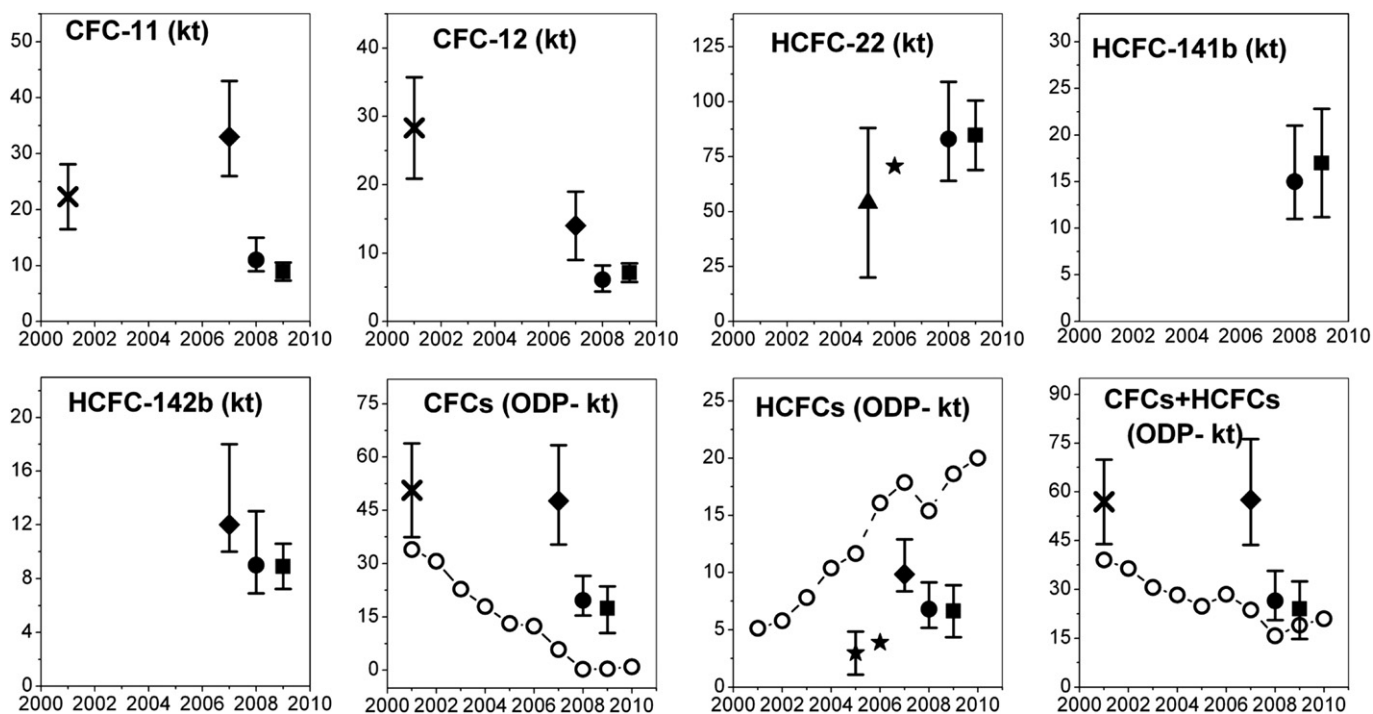 CFC-11 (kt)
50
40
30
20
10
0
2000 2002 2004 2006 2008 2010
CFC-12 (kt)
40
30
20
10
0
2000 2002 2004 2006 2008 2010
HCFC-22 (kt)
125
100
75
50
25
0
2000 2002 2004 2006 2008 2010
HCFC-141b (kt)
30
25
20
15
10
5
0
2000 2002 2004 2006 2008 2010
HCFC-142b (kt)
20
16
12
8
4
0
2000 2002 2004 2006 2008 2010
CFCs (ODP- kt)
75
60
45
30
15
0
2000 2002 2004 2006 2008 2010
HCFCs (ODP- kt)
25
20
15
10
5
0
2000 2002 2004 2006 2008 2010
CFCs+HCFCs
(ODP- kt)
90
75
60
45
30
15
0
2000 2002 2004 2006 2008 2010